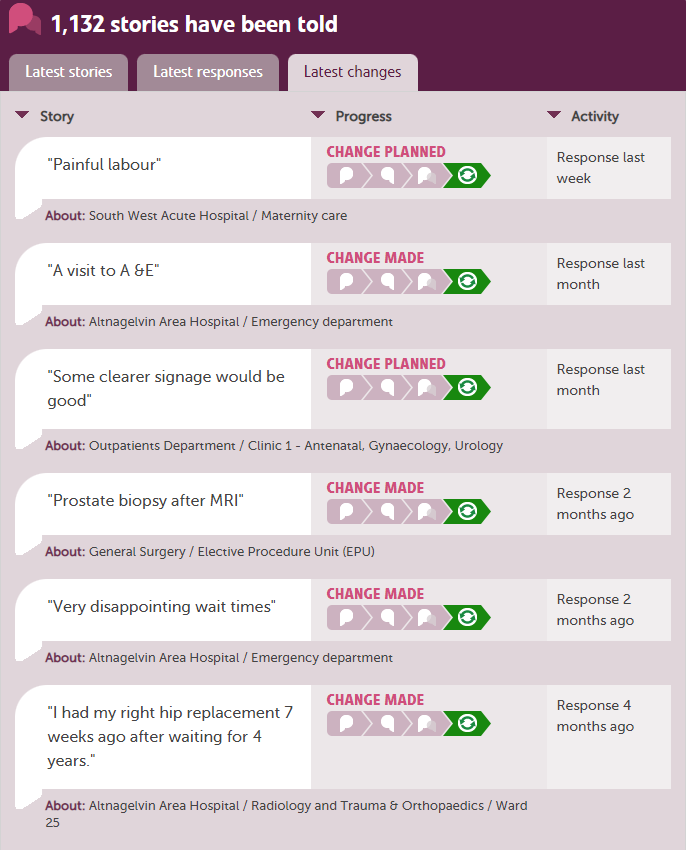 1,132 stories have been told
Latest stories
Latest responses
Latest changes
Story
Progress
Activity
"Painful labour"
CHANGE PLANNED
Response last
week
About: South West Acute Hospital / Maternity care
"A visit to A &E"
CHANGE MADE
Response last
month
About: Altnagelvin Area Hospital / Emergency department
"Some clearer signage would be
good"
CHANGE PLANNED
Response last
month
About: Outpatients Department / Clinic 1 - Antenatal, Gynaecology, Urology
"Prostate biopsy after MRI"
CHANGE MADE
Response 2
months ago
About: General Surgery / Elective Procedure Unit (EPU)
"Very disappointing wait times"
CHANGE MADE
Response 2
months ago
About: Altnagelvin Area Hospital / Emergency department
"I had my right hip replacement 7
weeks ago after waiting for 4
years."
CHANGE MADE
Response 4
months ago
About: Altnagelvin Area Hospital / Radiology and Trauma & Orthopaedics / Ward
25